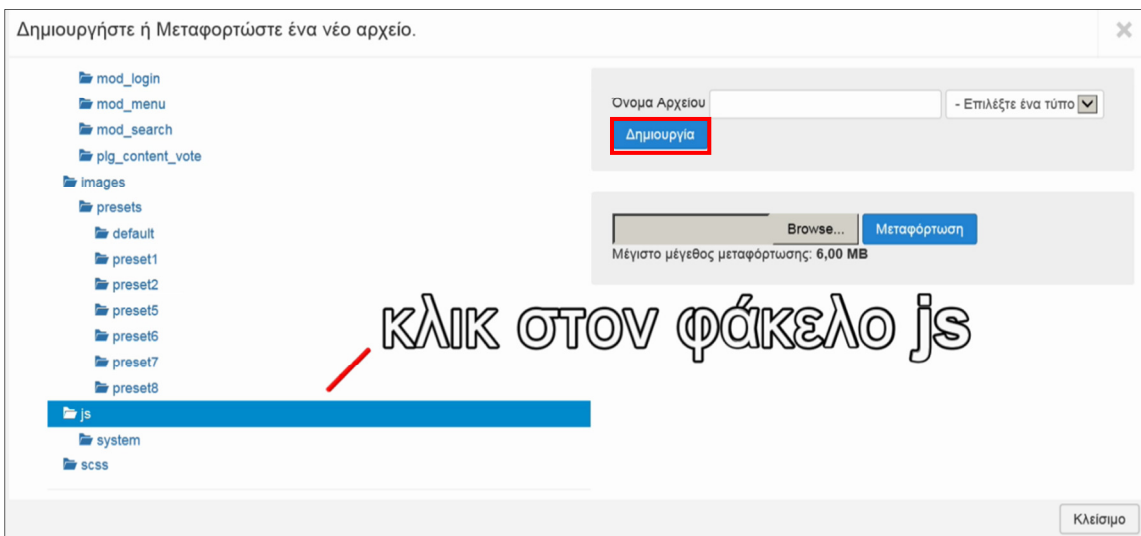 Δημιουργήστε ή Μεταφορτώστε ένα νέο αρχείο.
mod_login
mod_menu
mod_search
plg_content_vote
images
presets
default
preset1
preset2
preset5
preset6
preset7
preset8
js
system
scss
Όνομα Αρχείου
- Επιλέξτε ένα τύπο
Δημιουργία
Browse...
Μεταφόρτωση
Μέγιστο μέγεθος μεταφόρτωσης: 6,00 MB
κλικ στον φάκελο js
Κλείσιμο